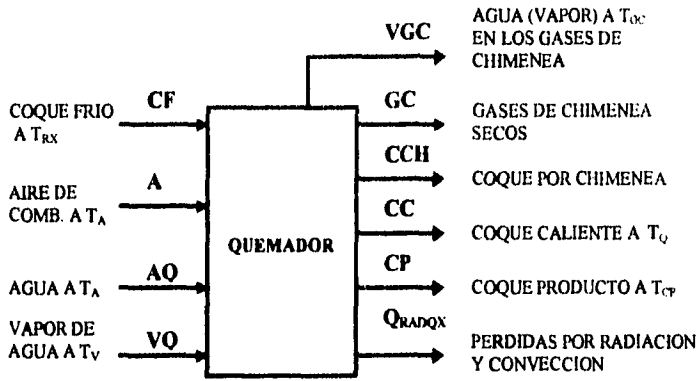 VGC
AGUA (VAPOR) A TGC
EN LOS GASES DE
CHIMENEA
COQUE FRIO
A TRX
CF
GC
GASES DE CHIMENEA
SECOS
CCH
COQUE POR CHIMENEA
AIRE DE
COMB. A TA
A
QUEMADOR
CC
COQUE CALIENTE A TQ
AGUA A TA
AQ
CP
COQUE PRODUCTO A TCP
VAPOR DE
AGUA A TV
VQ
QRADQX
PERDIDAS POR RADIACION
Y CONVECCION